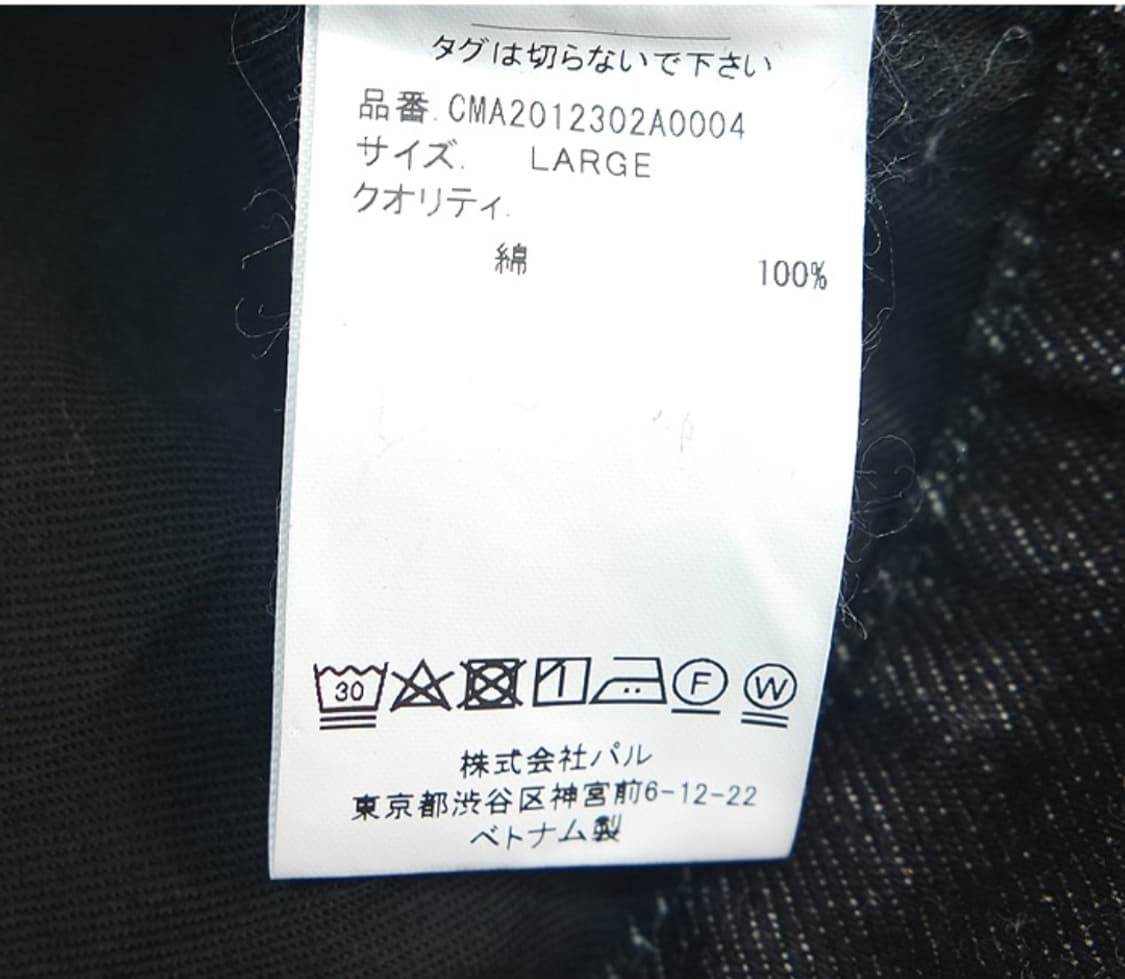 タグは切らないで下さい
品番.CMA2012302A0004
サイズ. LARGE
クオリティ.
綿 100%
30 F W
株式会社パル
東京都渋谷区神宮前6-12-22
ベトナム製